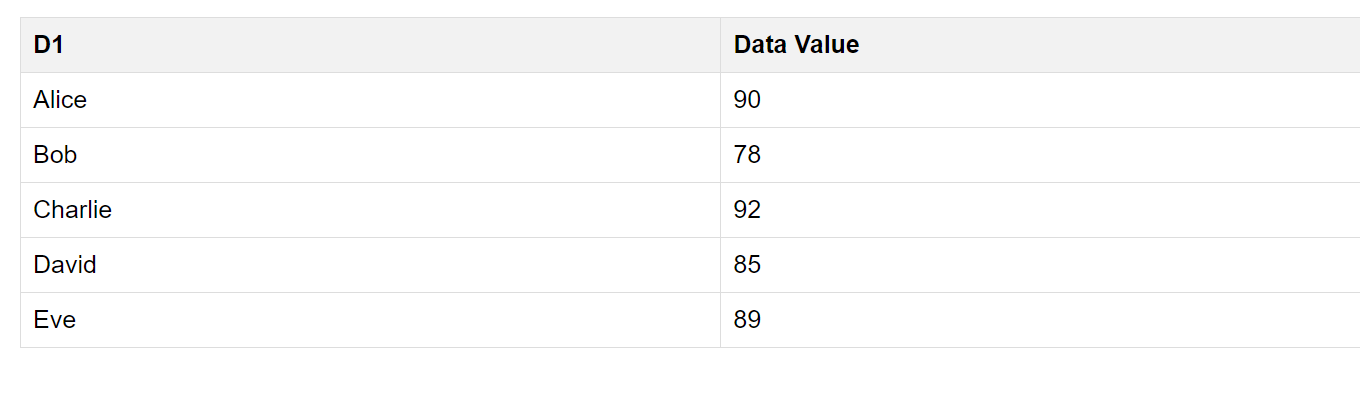 D1 Data Value
Alice 90
Bob 78
Charlie 92
David 85
Eve 89